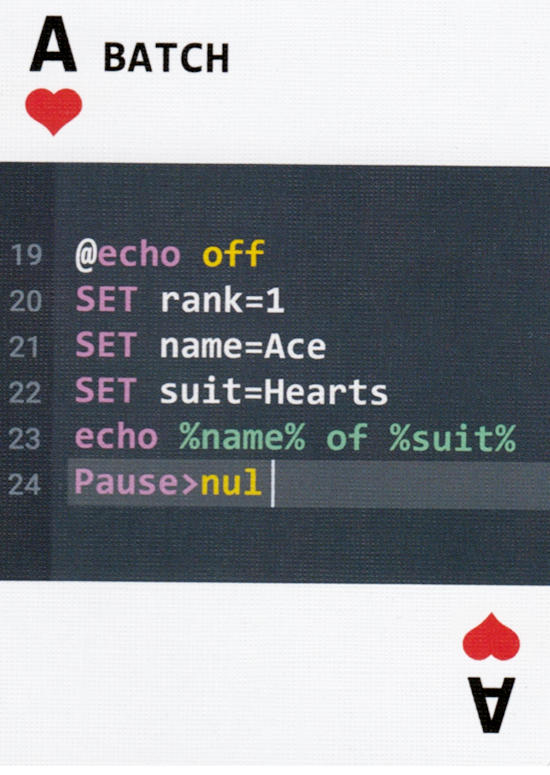 A BATCH
19 @echo off
20 SET rank=1
21 SET name=Ace
22 SET suit=Hearts
23 echo %name% of %suit%
24 Pause>nul
A